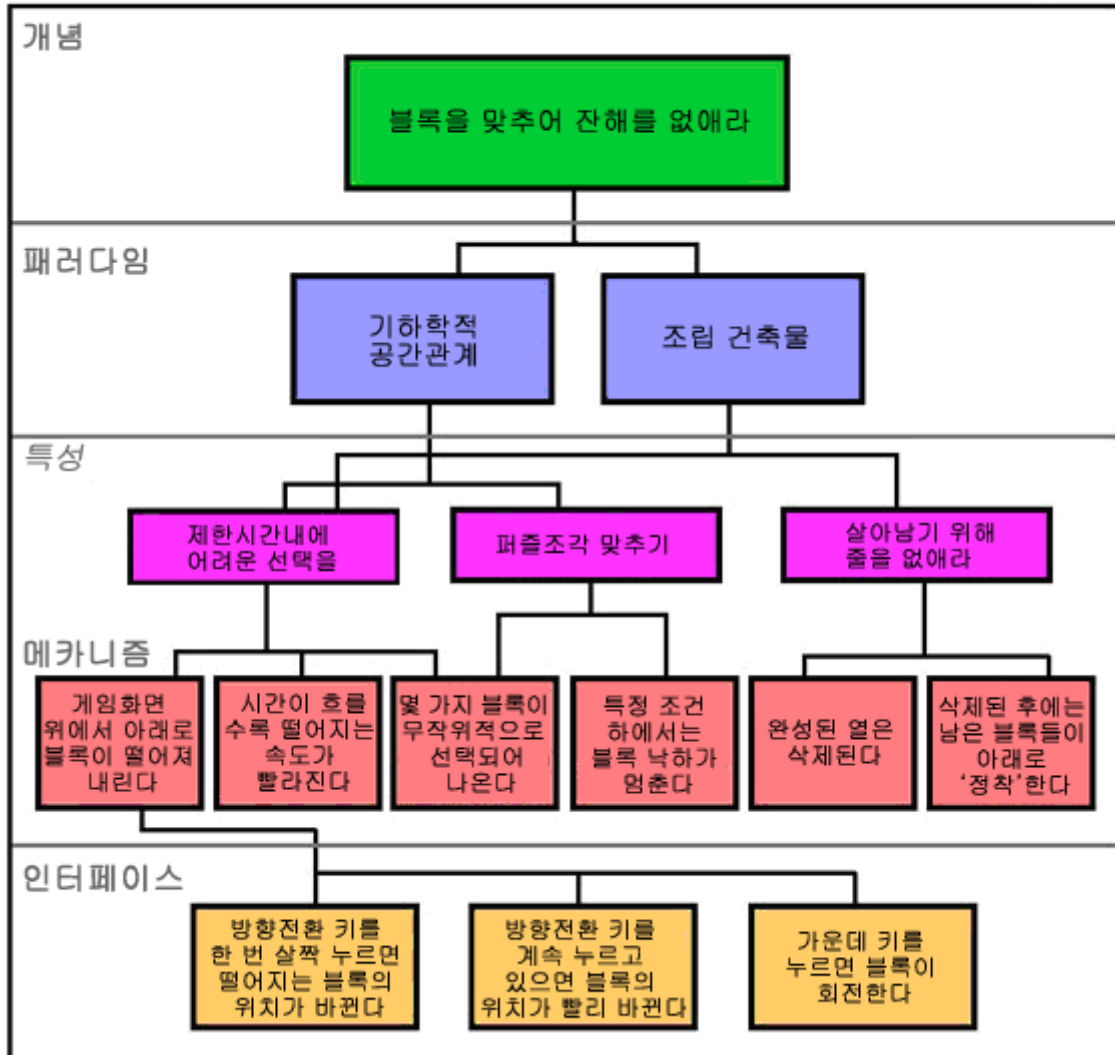 개념
블록을 맞추어 잔해를 없애라
패러다임
기하학적
공간관계
조립 건축물
특성
제한시간내에
어려운 선택을
퍼즐조각 맞추기
살아남기 위해
줄을 없애라
메카니즘
게임화면
위에서 아래로
블록이 떨어져
내린다
시간이 흐를
수록 떨어지는
속도가
빨라진다
몇 가지 블록이
무작위적으로
선택되어
나온다
특정 조건
하에서는
블록 낙하가
멈춘다
완성된 열은
삭제된다
삭제된 후에는
남은 블록들이
아래로
‘정착’한다
인터페이스
방향전환 키를
한 번 살짝 누르면
떨어지는 블록의
위치가 바뀐다
방향전환 키를
계속 누르고
있으면 블록의
위치가 빨리 바뀐다
가운데 키를
누르면 블록이
회전한다